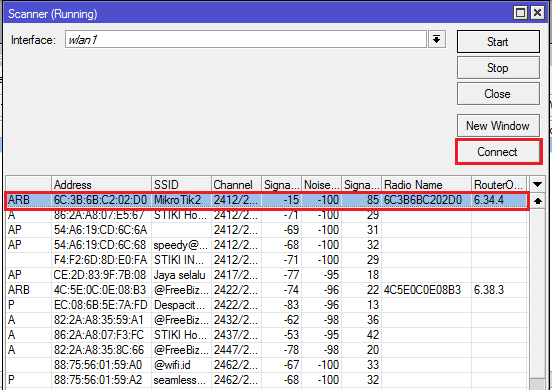 Scanner (Running)
Interface: wlan1
Start
Stop
Close
New Window
Connect
Address SSID Channel Signa... Noise... Signa... Radio Name RouterO...
ARB 6C:3B:6B:C2:02:D0 MikroTik2 2412/2... -15 -100 85 6C3B6BC202D0 6.34.4
A 86:2A:A8:07:E5:67 STIKI Ho... 2412/2... -71 -100 29
AP 54:A6:19:CD:6C:6A 2412/2... -69 -100 31
AP 54:A6:19:CD:6C:68 speedy@... 2412/2... -68 -100 32
F4:F2:6D:8D:E0:FA STIKI IN... 2412/2... -71 -100 29
AP CE:2D:83:9F:7B:08 Jaya selalu 2417/2... -77 -95 18
ARB 4C:5E:0C:0E:08:B3 @FreeBiz... 2422/2... -74 -96 22 4C5E0C0E08B3 6.38.3
P EC:08:6B:5E:7A:FD Despacit... 2422/2... -83 -96 13
A 82:2A:A8:35:59:A1 @FreeBiz... 2432/2... -62 -98 36
A 86:2A:A8:07:F3:FC STIKI Ho... 2437/2... -53 -95 42
A 82:2A:A8:35:8C:66 @FreeBiz... 2447/2... -78 -98 20
88:75:56:01:59:A0 @wifi.id 2462/2... -67 -100 33
P 88:75:56:01:59:A2 seamless... 2462/2... -68 -100 32